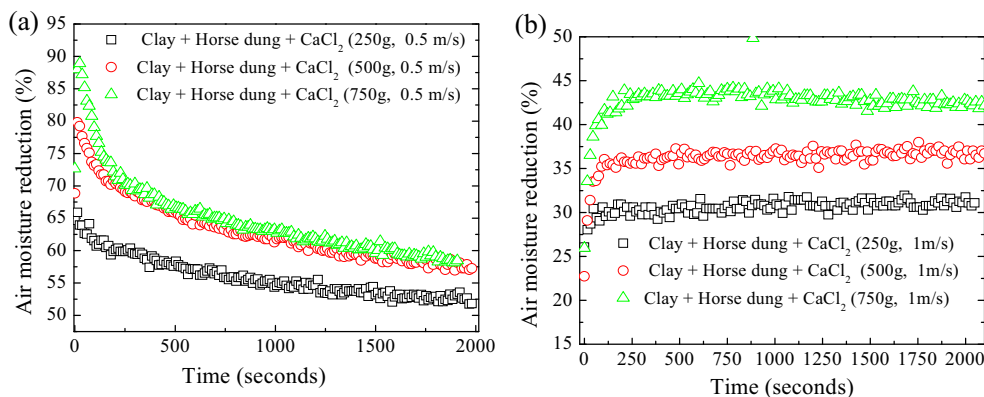 (a)
95
90
85
80
75
70
65
60
55
50
Air moisture reduction (%)
Clay + Horse dung + CaCl2 (250g, 0.5 m/s)
Clay + Horse dung + CaCl2 (500g, 0.5 m/s)
Clay + Horse dung + CaCl2 (750g, 0.5 m/s)
0 500 1000 1500 2000
Time (seconds)
(b)
50
45
40
35
30
25
20
15
Air moisture reduction (%)
Clay + Horse dung + CaCl2 (250g, 1m/s)
Clay + Horse dung + CaCl2 (500g, 1m/s)
Clay + Horse dung + CaCl2 (750g, 1m/s)
0 250 500 750 1000 1250 1500 1750 2000
Time (seconds)